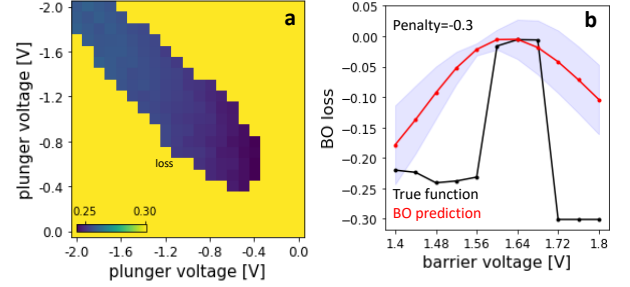 a
-2.0
-1.6
-1.2
-0.8
-0.4
0.0
plunger voltage [V]
loss
0.25 0.30
-2.0 -1.6 -1.2 -0.8 -0.4 0.0
plunger voltage [V]
b
Penalty=-0.3
0.05
0.00
−0.05
−0.10
−0.15
−0.20
−0.25
−0.30
BO loss
True function
BO prediction
1.4 1.48 1.56 1.64 1.72 1.8
barrier voltage [V]